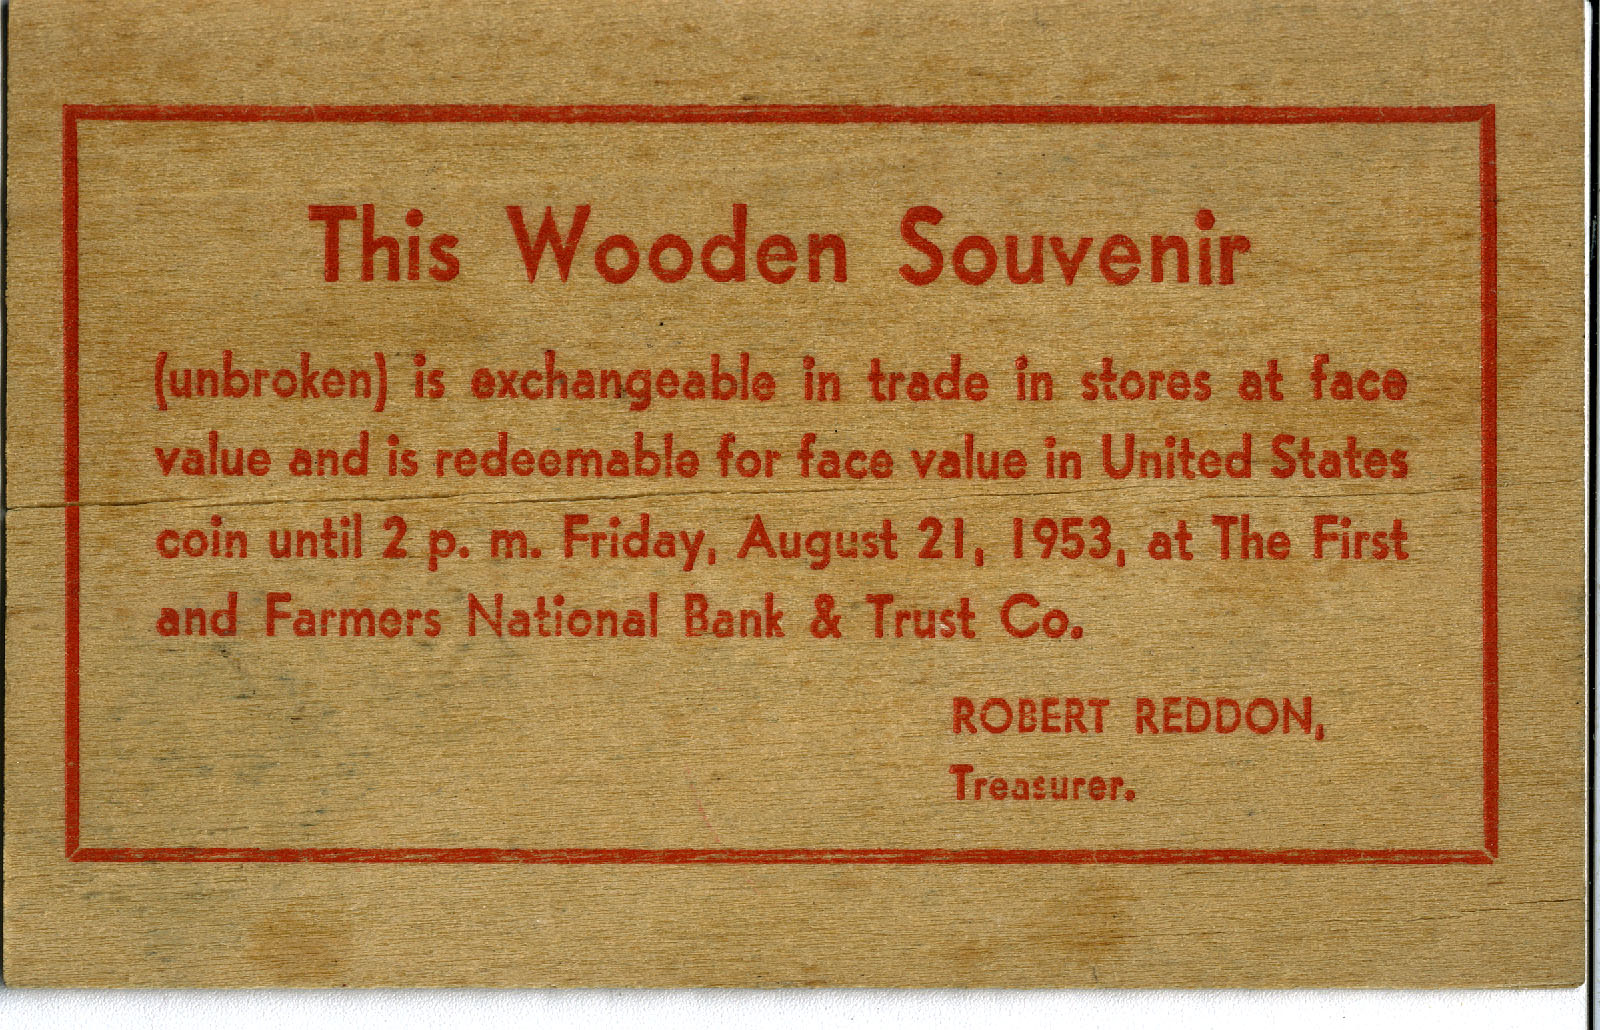 This Wooden Souvenir
(unbroken) is exchangeable in trade in stores at face
value and is redeemable for face value in United States
coin until 2 p. m. Friday, August 21, 1953, at The First
and Farmers National Bank & Trust Co.
ROBERT REDDON,
Treasurer.